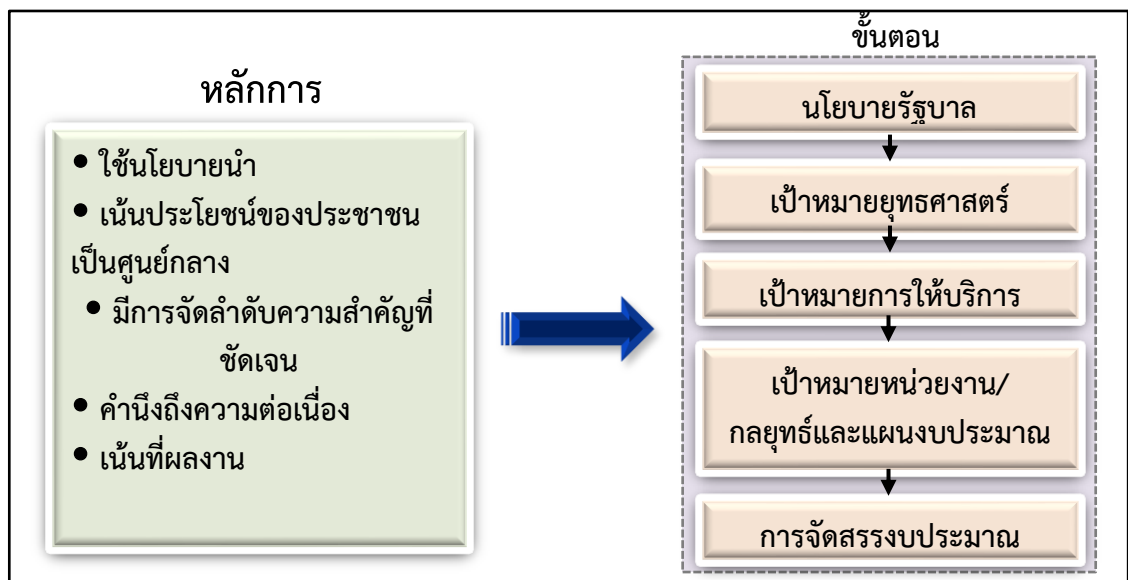 หลักการ
• ใช้นโยบายนำ
• เน้นประโยชน์ของประชาชน
เป็นศูนย์กลาง
• มีการจัดลำดับความสำคัญที่
ชัดเจน
• คำนึงถึงความต่อเนื่อง
• เน้นที่ผลงาน
ขั้นตอน
นโยบายรัฐบาล
เป้าหมายยุทธศาสตร์
เป้าหมายการให้บริการ
เป้าหมายหน่วยงาน/
กลยุทธ์และแผนงบประมาณ
การจัดสรรงบประมาณ